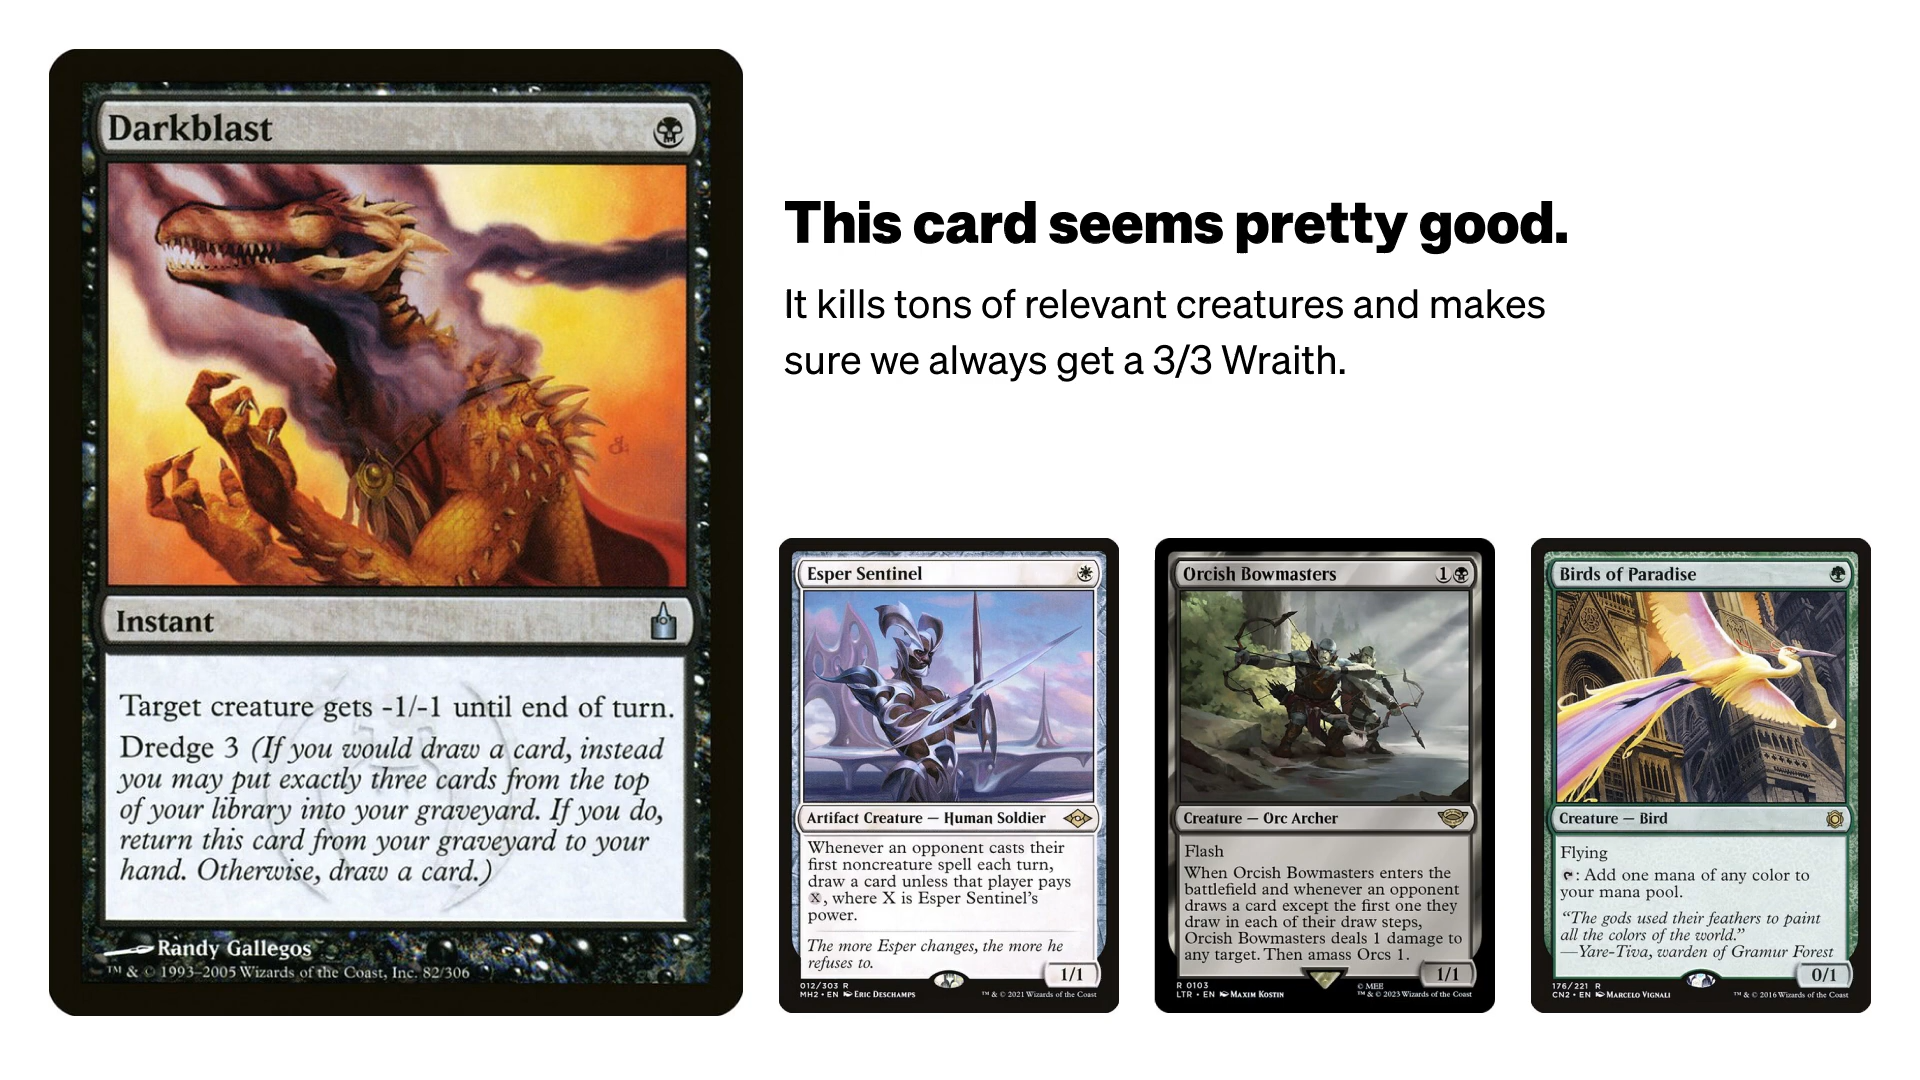 Darkblast
Instant
Target creature gets -1/-1 until end of turn.
Dredge 3 (If you would draw a card, instead
you may put exactly three cards from the top
of your library into your graveyard. If you do,
return this card from your graveyard to your
hand. Otherwise, draw a card.)
Randy Gallegos
™ & © 1993–2005 Wizards of the Coast, Inc. 82/306
This card seems pretty good.
It kills tons of relevant creatures and makes
sure we always get a 3/3 Wraith.
Esper Sentinel
Artifact Creature — Human Soldier
Whenever an opponent casts their
first noncreature spell each turn,
draw a card unless that player pays
X, where X is Esper Sentinel's
power.
The more Esper changes, the more he
refuses to.
1/1
012/303 R
MH2 • EN Eric Deschamps
™ & © 2021 Wizards of the Coast
Orcish Bowmasters 1
Creature — Orc Archer
Flash
When Orcish Bowmasters enters the
battlefield and whenever an opponent
draws a card except the first one they
draw in each of their draw steps,
Orcish Bowmasters deals 1 damage to
any target. Then amass Orcs 1.
1/1
R 0103
LTR • EN Maxim Kostin
© MEE
™ & © 2023 Wizards of the Coast
Birds of Paradise
Creature — Bird
Flying
: Add one mana of any color to
your mana pool.
"The gods used their feathers to paint
all the colors of the world."
—Yare-Tiva, warden of Gramur Forest
0/1
176/221 R
CN2 • EN Marcelo Vignali
™ & © 2016 Wizards of the Coast